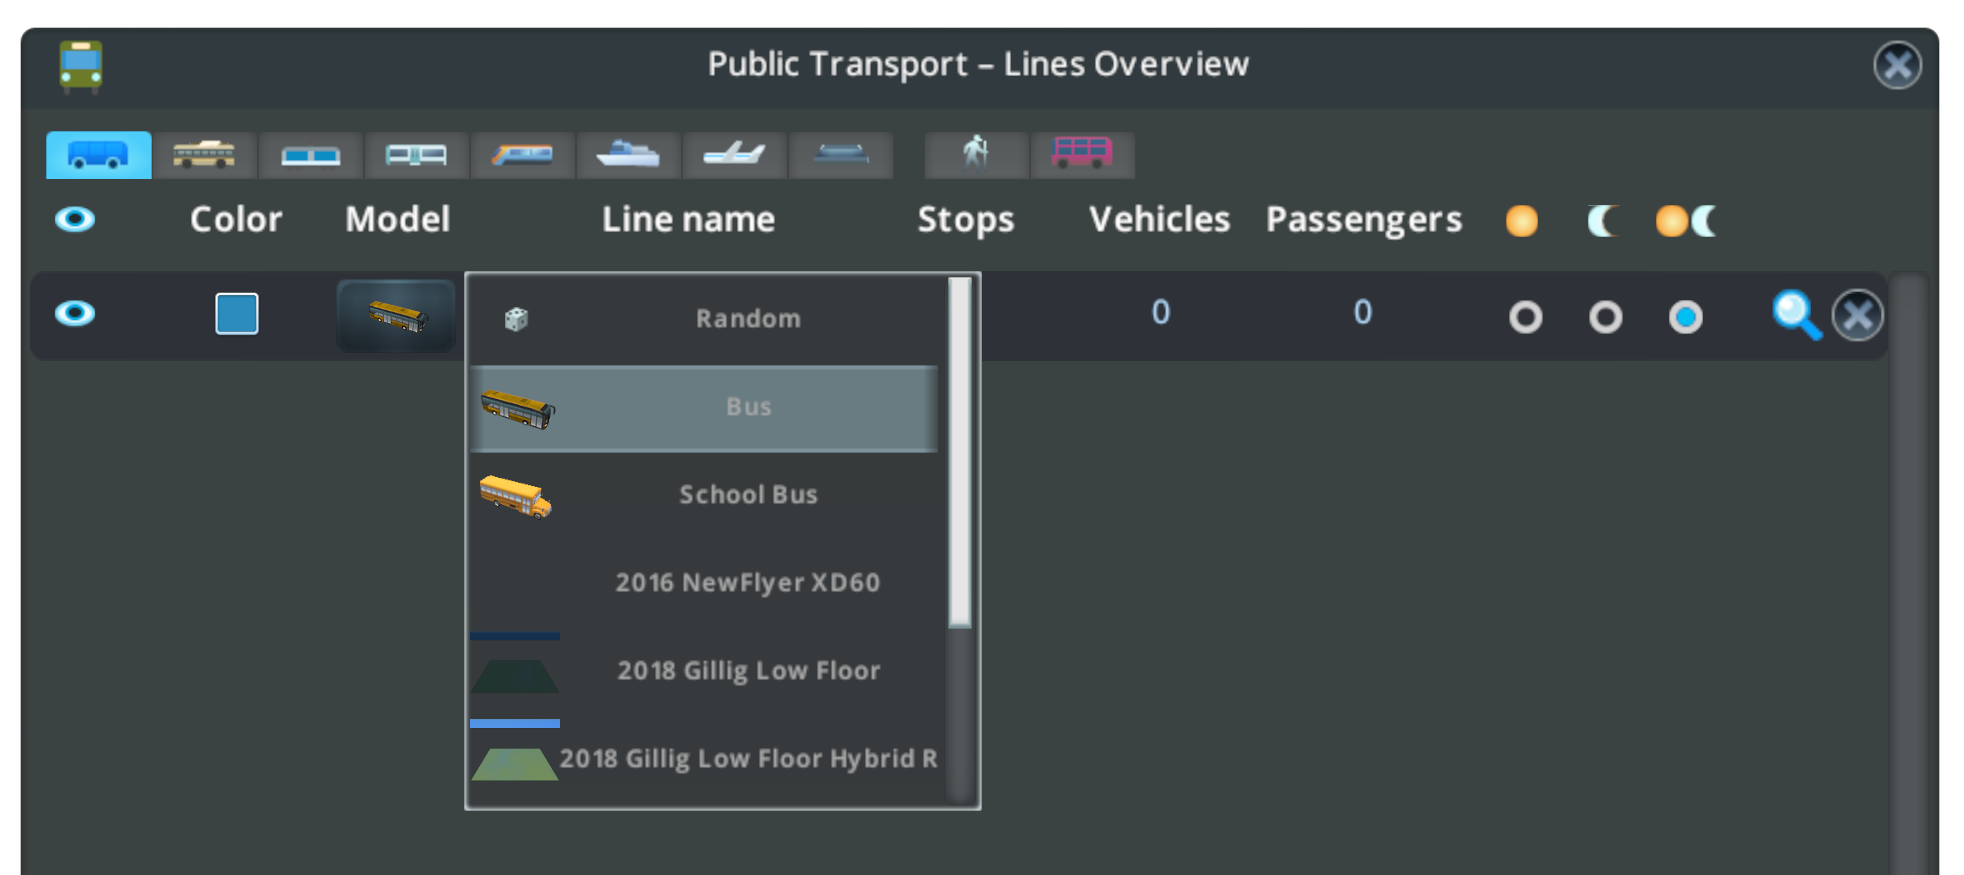 Public Transport – Lines Overview
Color Model Line name Stops Vehicles Passengers
0 0
Random
Bus
School Bus
2016 NewFlyer XD60
2018 Gillig Low Floor
2018 Gillig Low Floor Hybrid R